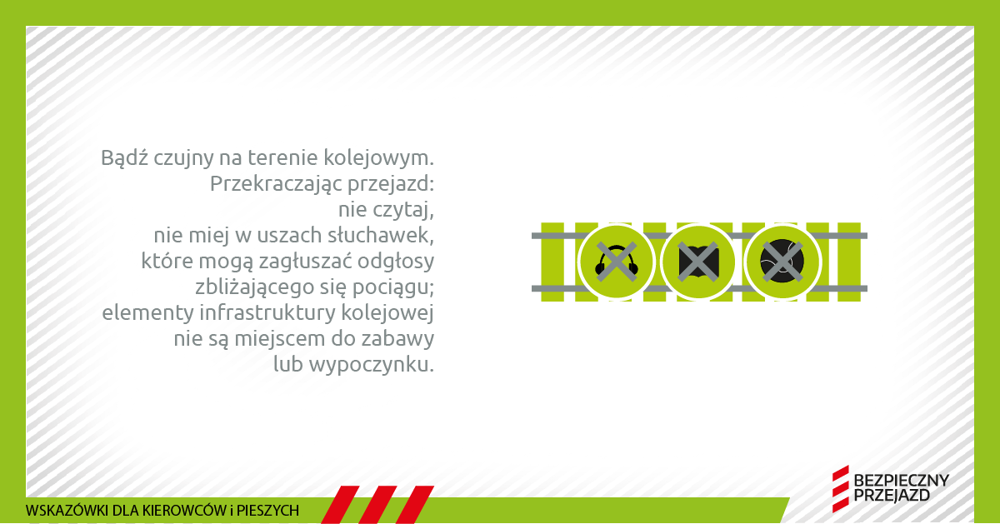 Bądź czujny na terenie kolejowym.
Przekraczając przejazd:
nie czytaj,
nie miej w uszach słuchawek,
które mogą zagłuszać odgłosy
zbliżającego się pociągu;
elementy infrastruktury kolejowej
nie są miejscem do zabawy
lub wypoczynku.
WSKAZÓWKI DLA KIEROWCÓW i PIESZYCH
BEZPIECZNY
PRZEJAZD